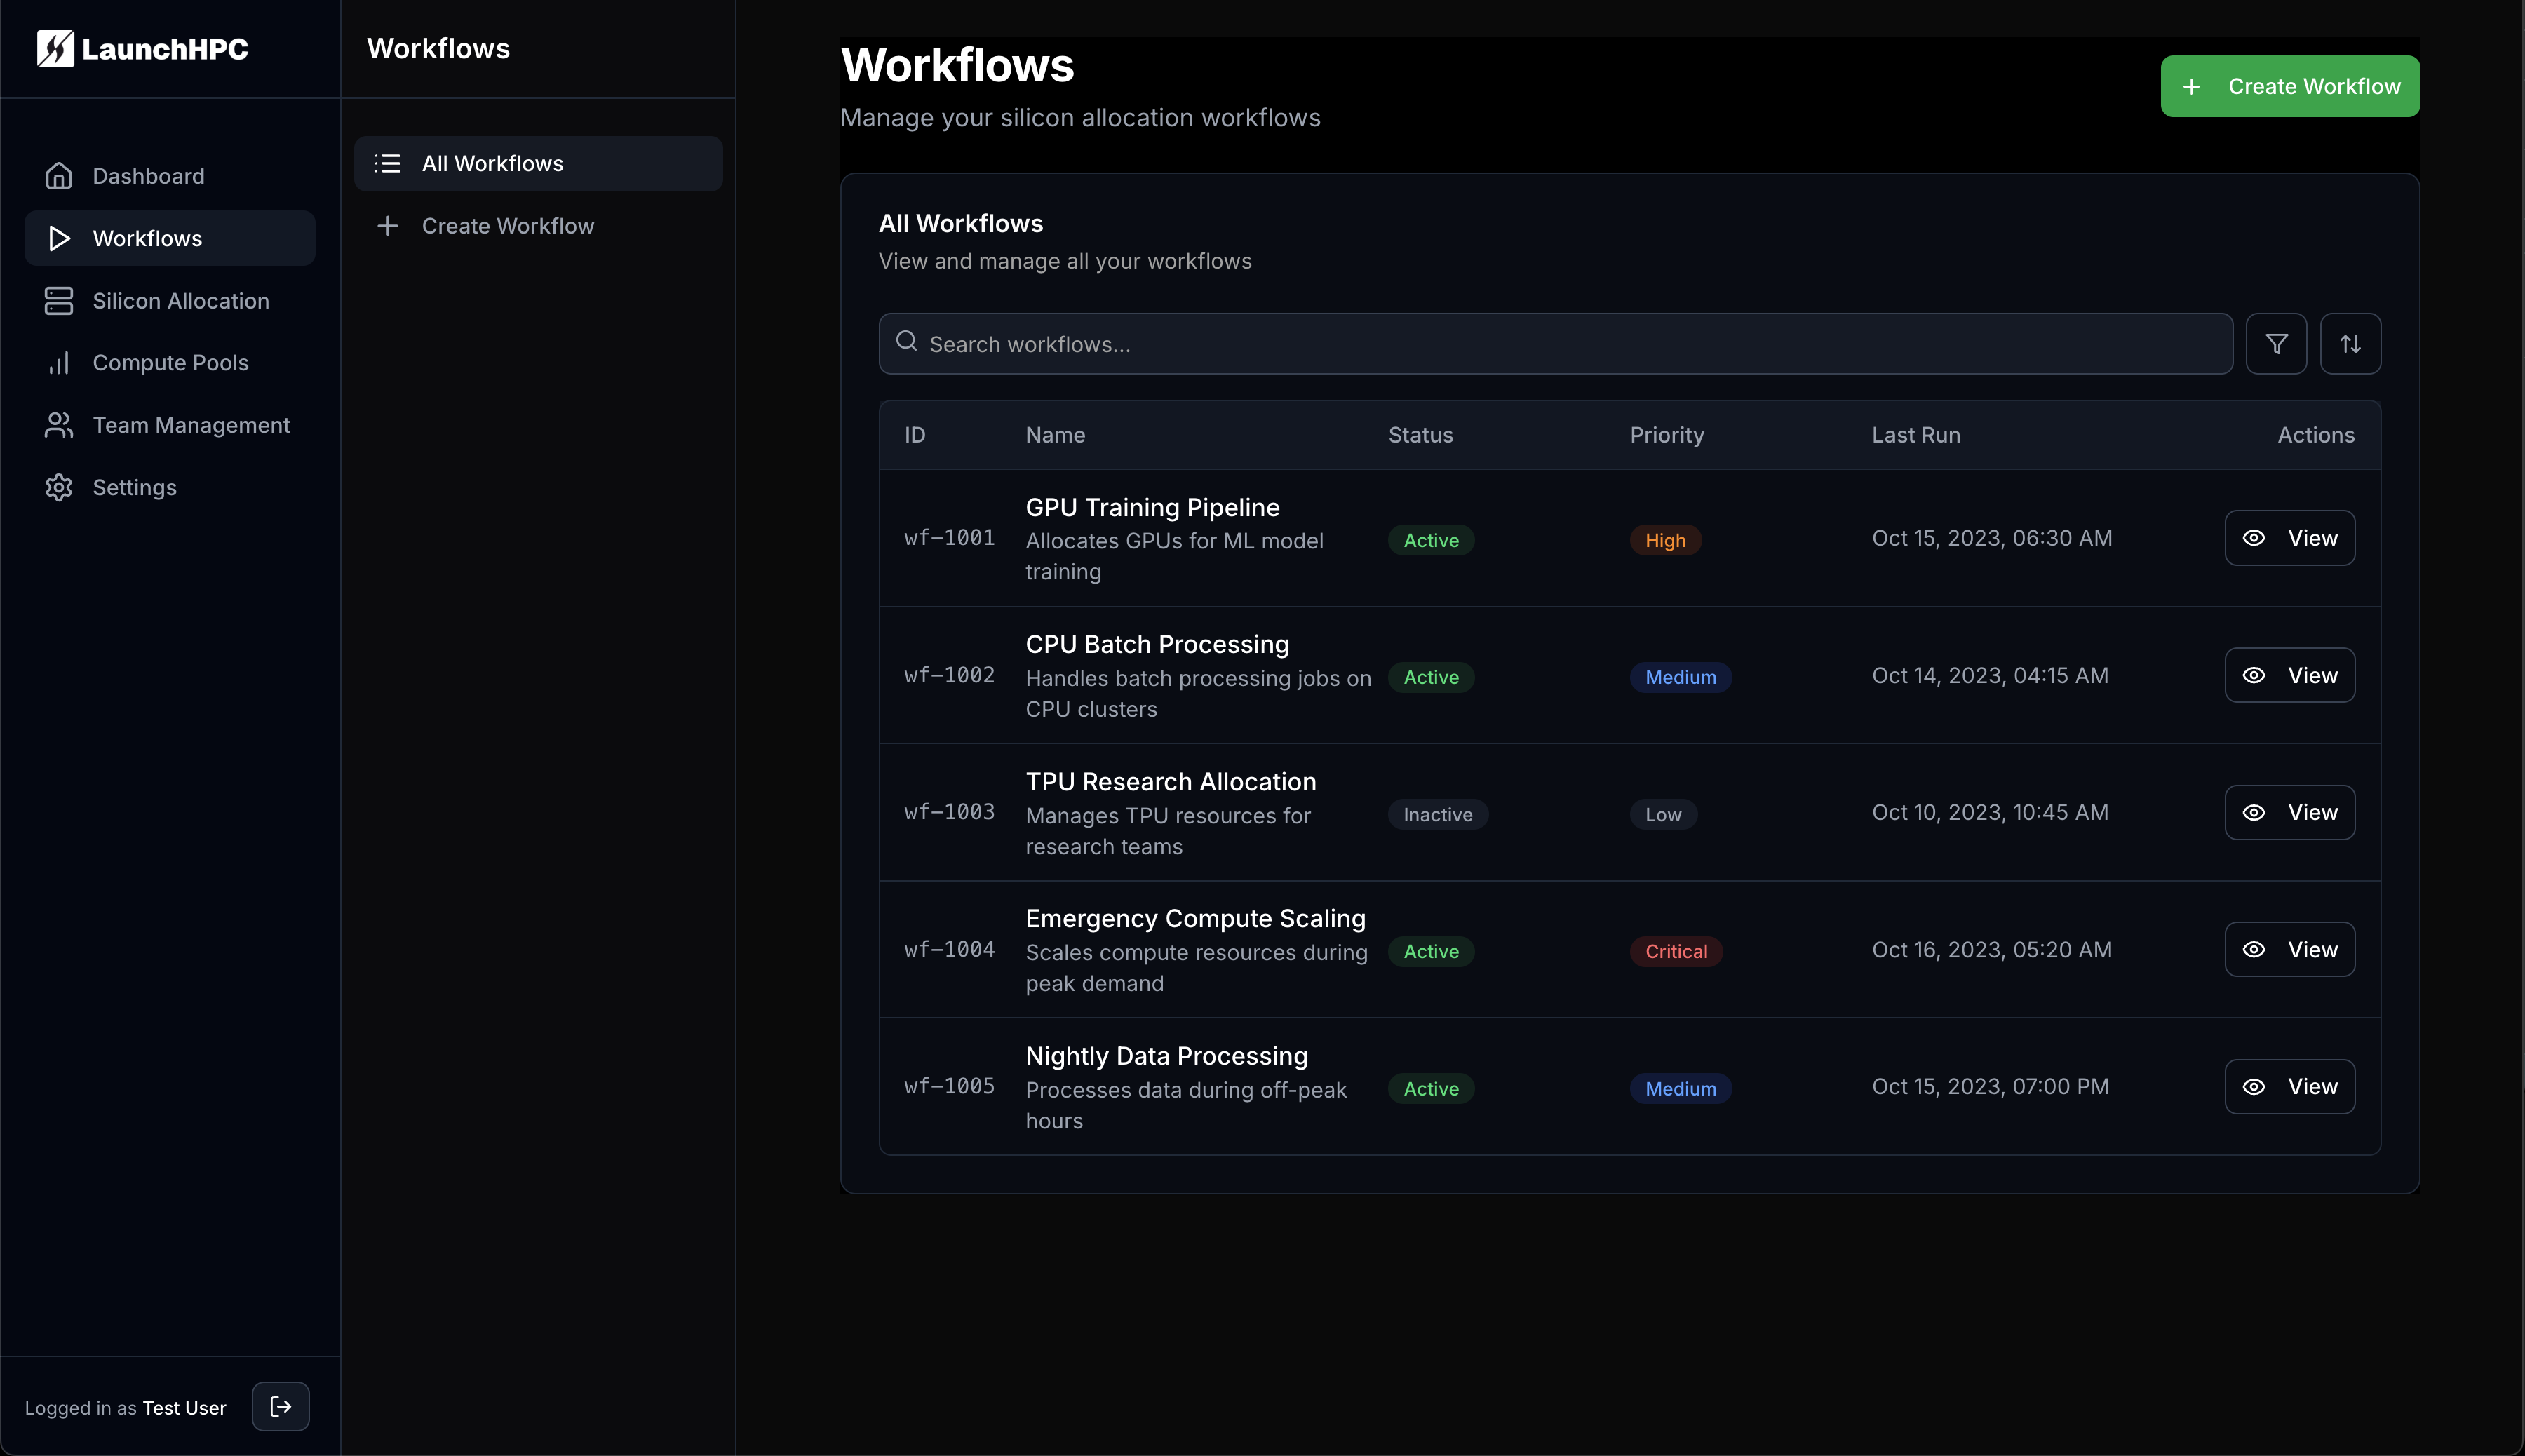 LaunchHPC
Dashboard
Workflows
Silicon Allocation
Compute Pools
Team Management
Settings
Logged in as Test User
Workflows
All Workflows
Create Workflow
Workflows
Manage your silicon allocation workflows
Create Workflow
All Workflows
View and manage all your workflows
Search workflows...
ID Name Status Priority Last Run Actions
wf-1001 GPU Training Pipeline Active High Oct 15, 2023, 06:30 AM View
Allocates GPUs for ML model
training
wf-1002 CPU Batch Processing Active Medium Oct 14, 2023, 04:15 AM View
Handles batch processing jobs on
CPU clusters
wf-1003 TPU Research Allocation Inactive Low Oct 10, 2023, 10:45 AM View
Manages TPU resources for
research teams
wf-1004 Emergency Compute Scaling Active Critical Oct 16, 2023, 05:20 AM View
Scales compute resources during
peak demand
wf-1005 Nightly Data Processing Active Medium Oct 15, 2023, 07:00 PM View
Processes data during off-peak
hours